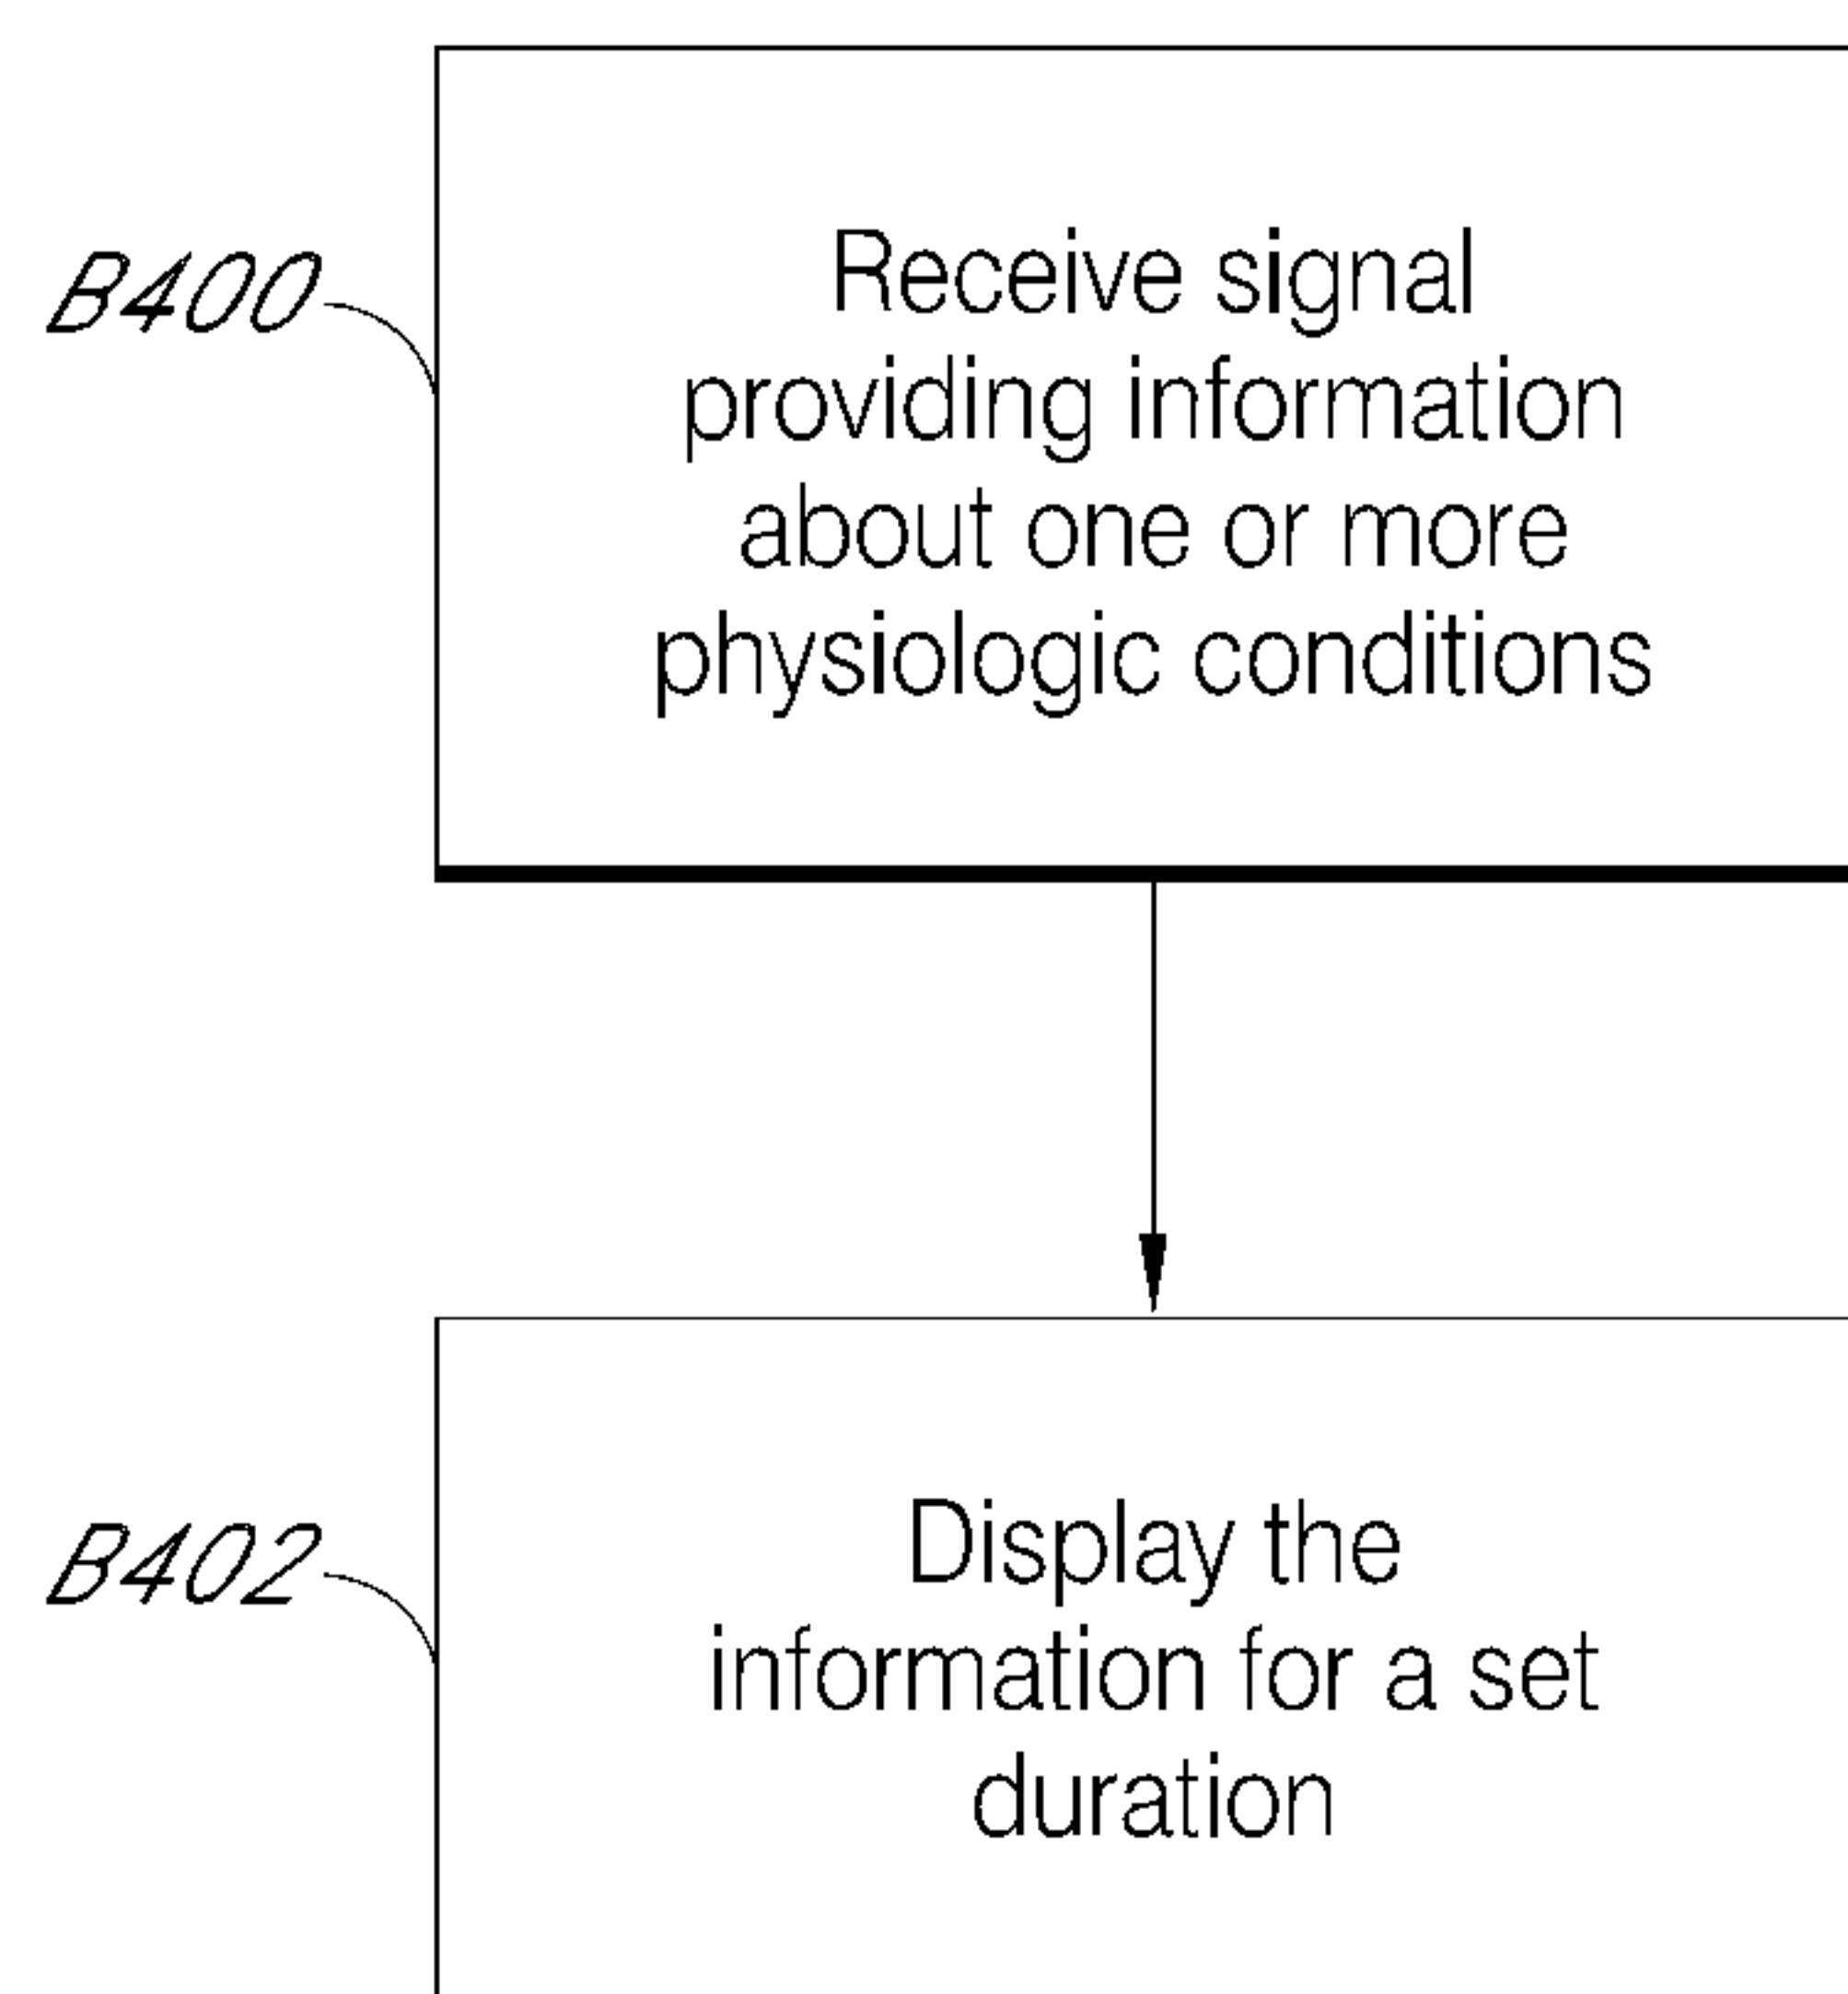 B400
Receive signal
providing information
about one or more
physiologic conditions
B402
Display the
information for a set
duration